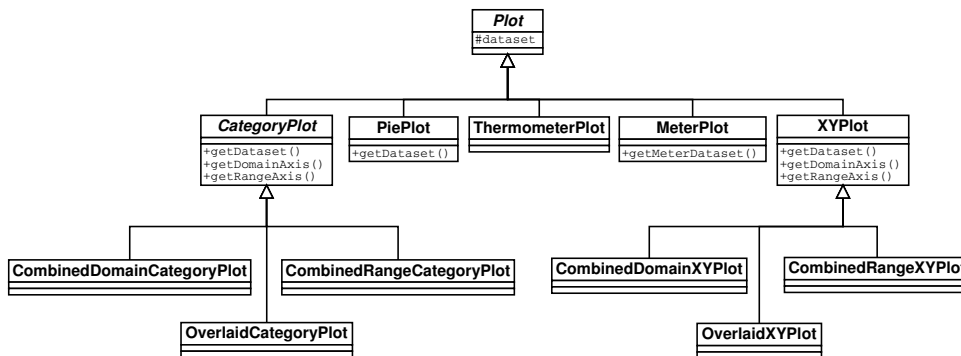 Plot
#dataset
CategoryPlot
+getDataset()
+getDomainAxis()
+getRangeAxis()
PiePlot
+getDataset()
ThermometerPlot
MeterPlot
+getMeterDataset()
XYPlot
+getDataset()
+getDomainAxis()
+getRangeAxis()
CombinedDomainCategoryPlot
CombinedRangeCategoryPlot
CombinedDomainXYPlot
CombinedRangeXYPlot
OverlaidCategoryPlot
OverlaidXYPlot